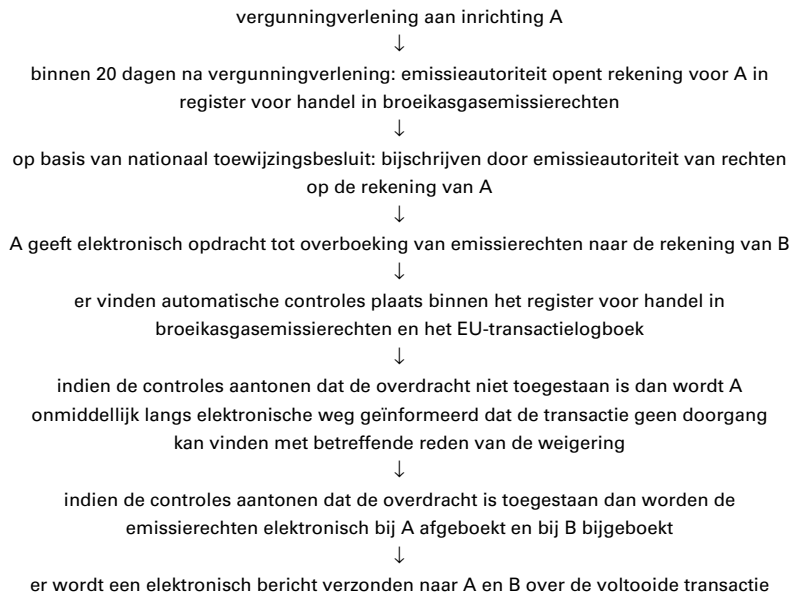 vergunningverlening aan inrichting A
↓
binnen 20 dagen na vergunningverlening: emissieautoriteit opent rekening voor A in
register voor handel in broeikasgasemissierechten
↓
op basis van nationaal toewijzingsbesluit: bijschrijven door emissieautoriteit van rechten
op de rekening van A
↓
A geeft elektronisch opdracht tot overboeking van emissierechten naar de rekening van B
↓
er vinden automatische controles plaats binnen het register voor handel in
broeikasgasemissierechten en het EU-transactielogboek
↓
indien de controles aantonen dat de overdracht niet toegestaan is dan wordt A
onmiddellijk langs elektronische weg geïnformeerd dat de transactie geen doorgang
kan vinden met betreffende reden van de weigering
↓
indien de controles aantonen dat de overdracht is toegestaan dan worden de
emissierechten elektronisch bij A afgeboekt en bij B bijgeboekt
↓
er wordt een elektronisch bericht verzonden naar A en B over de voltooide transactie